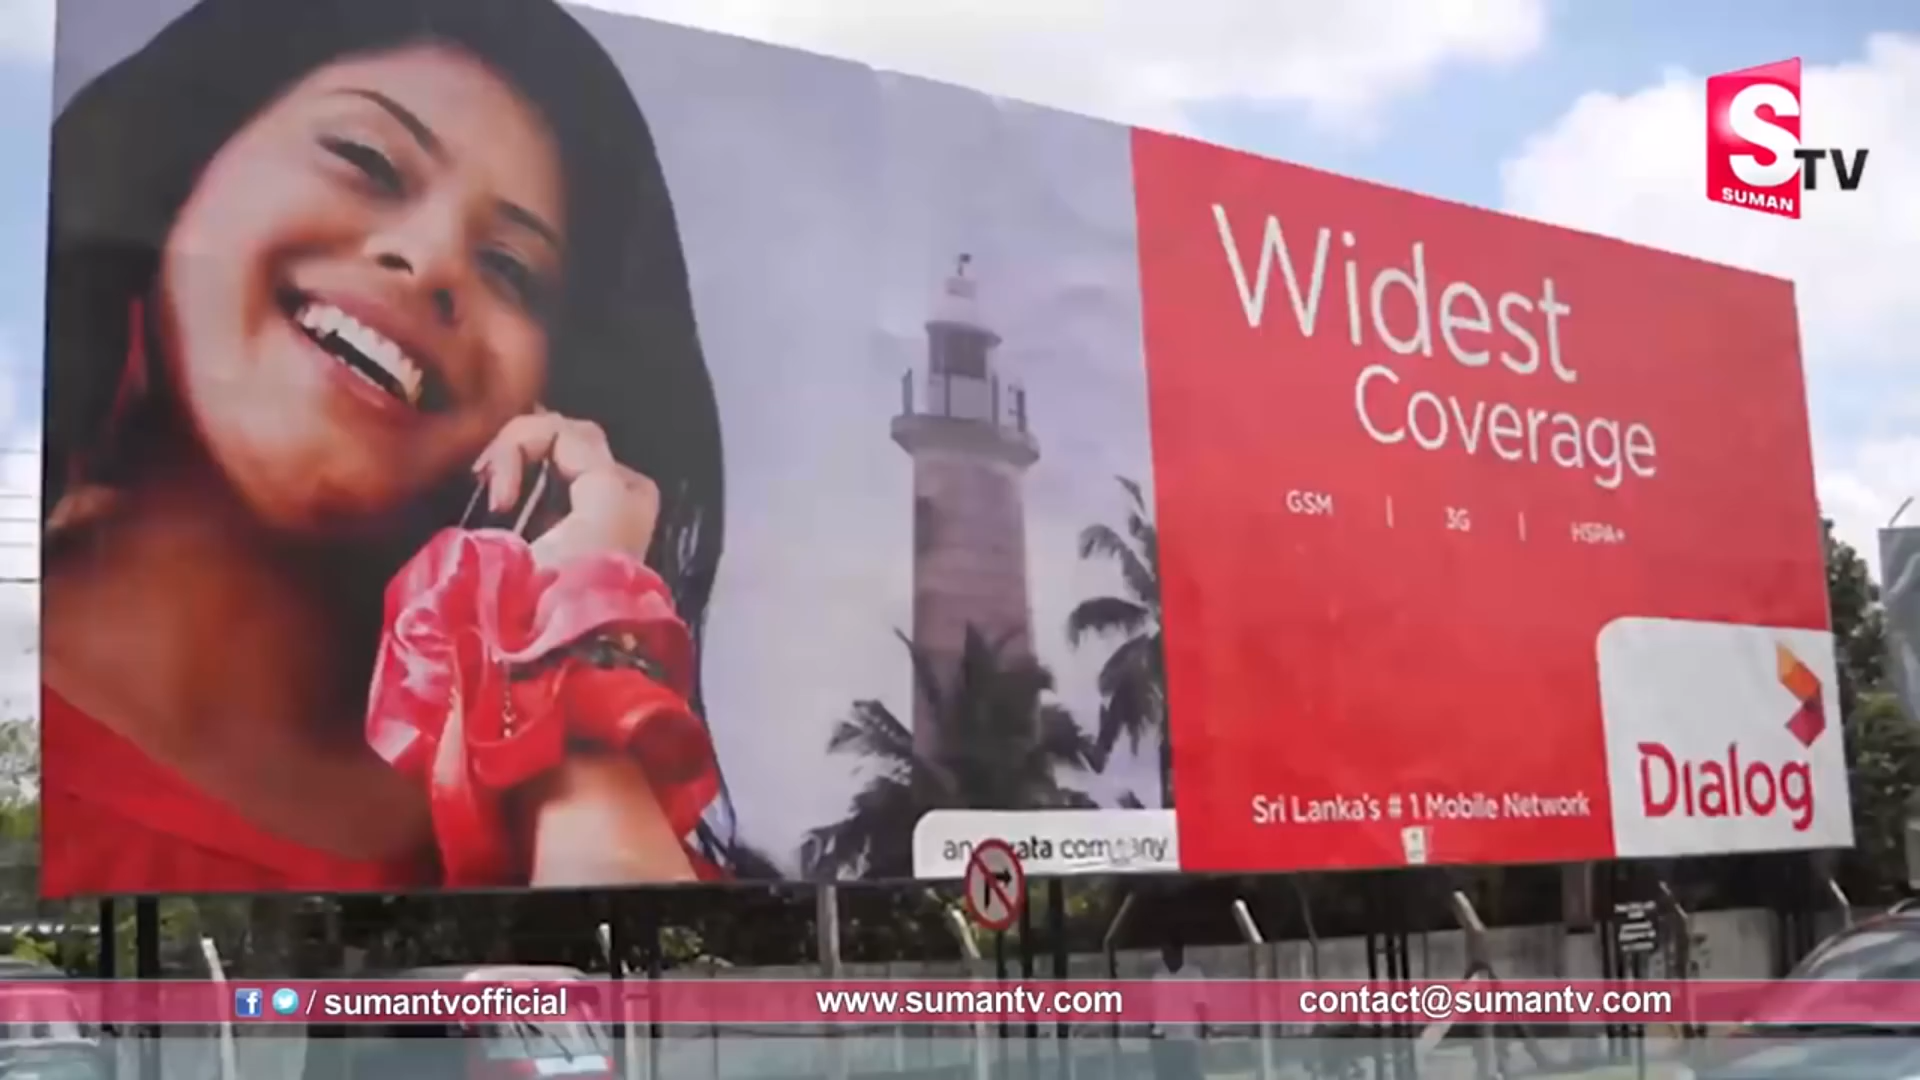 S
TV
SUMAN
Widest
Coverage
GSM | 3G | HSPA+
Sri Lanka's # 1 Mobile Network
Dialog
company
/ sumantvofficial
www.sumantv.com
contact@sumantv.com